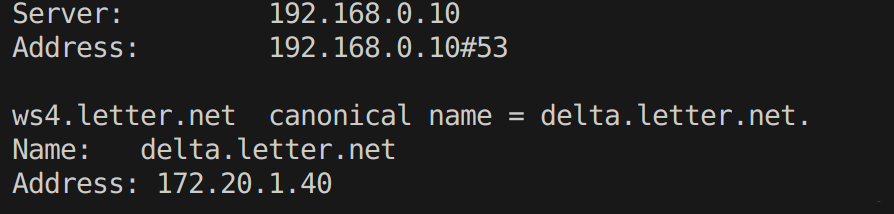 Server:         192.168.0.10
Address:        192.168.0.10#53

ws4.letter.net  canonical name = delta.letter.net.
Name:   delta.letter.net
Address: 172.20.1.40